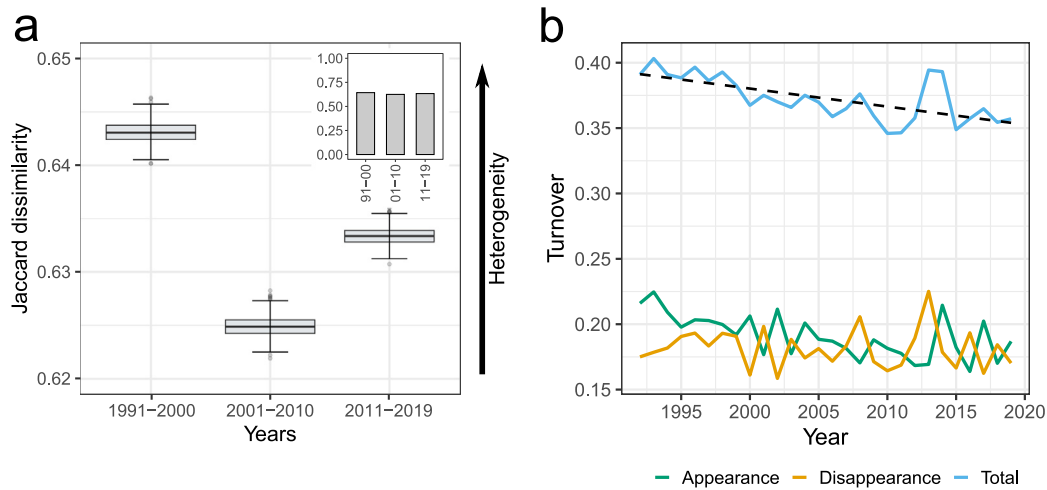 a
0.65
0.64
0.63
0.62
Jaccard dissimilarity
1991−2000
2001−2010
2011−2019
Years
1.00
0.75
0.50
0.25
0.00
91−00
01−10
11−19
Heterogeneity
b
0.40
0.35
0.30
0.25
0.20
0.15
Turnover
1995
2000
2005
2010
2015
2020
Year
Appearance
Disappearance
Total